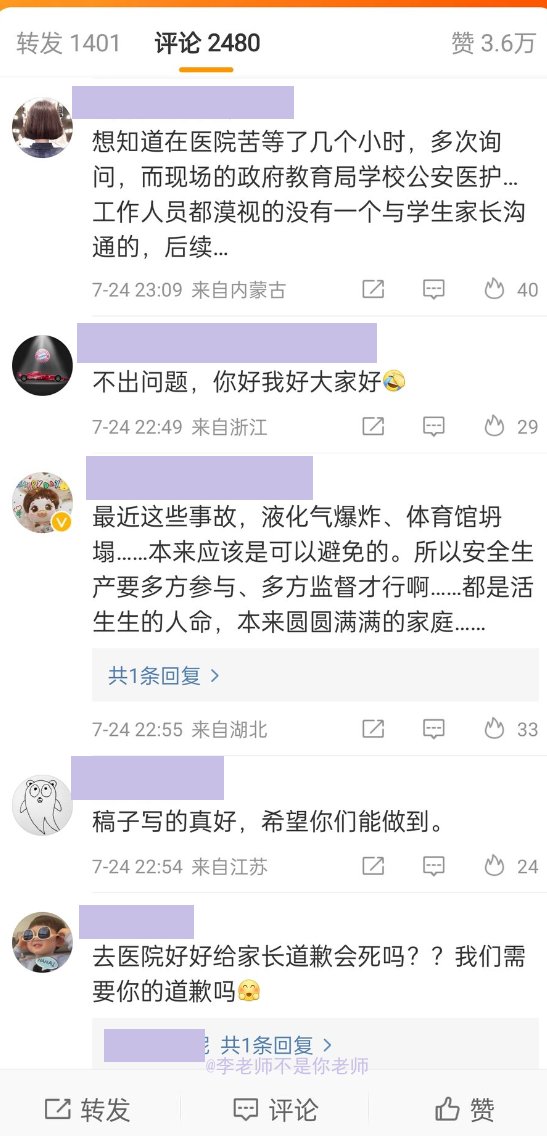 转发 1401 评论 2480 赞 3.6万
想知道在医院苦等了几个小时，多次询
问，而现场的政府教育局学校公安医护...
工作人员都漠视的没有一个与学生家长沟
通的，后续...
7-24 23:09 来自内蒙古 40
不出问题，你好我好大家好🤣
7-24 22:49 来自浙江 29
最近这些事故，液化气爆炸、体育馆坍
塌......本来应该是可以避免的。所以安全生
产要多方参与、多方监督才行啊......都是活
生生的人命，本来圆圆满满的家庭......
共1条回复 >
7-24 22:55 来自湖北 33
稿子写的真好，希望你们能做到。
7-24 22:54 来自江苏 24
去医院好好给家长道歉会死吗？？我们需
要你的道歉吗🤗
共1条回复 >
@李老师不是你老师
转发 评论 赞